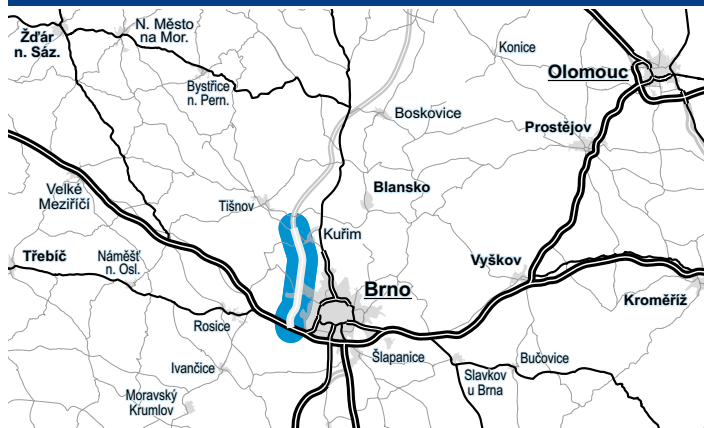 Žďár
n. Sáz.
N. Město
na Mor.
Konice
Olomouc
Bystřice
n. Pern.
Boskovice
Prostějov
Velké
Meziříčí
Tišnov
Blansko
Kuřim
Třebíč
Náměšť
n. Osl.
Vyškov
Brno
Kroměříž
Rosice
Šlapanice
Ivančice
Slavkov
u Brna
Bučovice
Moravský
Krumlov